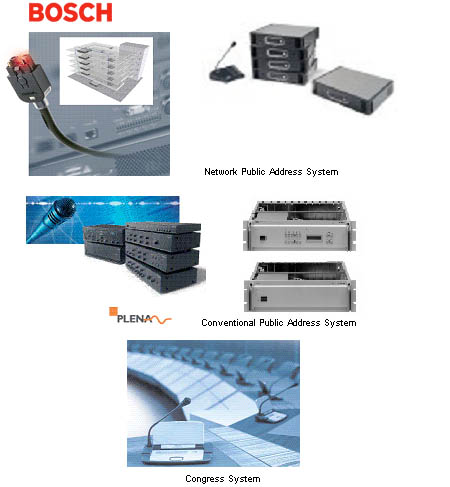 BOSCH
Network Public Address System
PLENA
Conventional Public Address System
Congress System